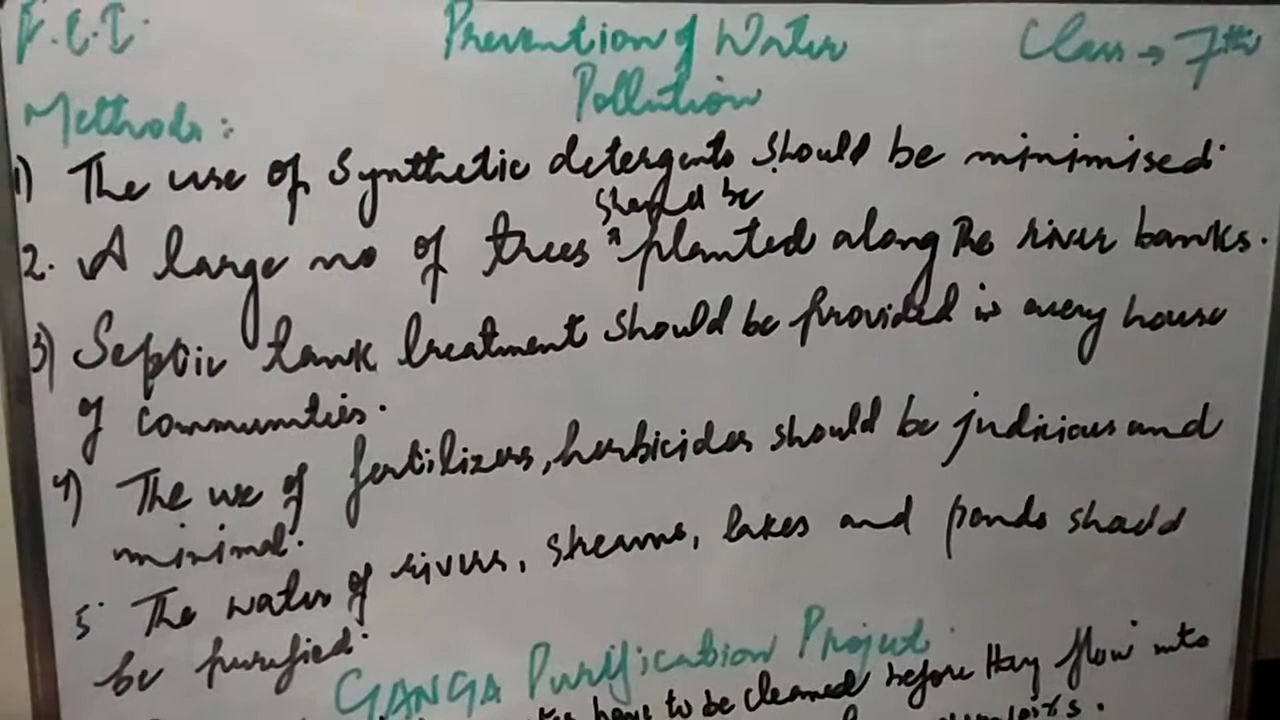 F.C.I. Prevention of Water Class → 7th
Pollution
Methods:
1) The use of Synthetic detergents should be minimised.
should be
2. A large no of trees ^ planted along the river banks.
3) Septic tank treatment should be provided is every house
of communities.
4) The use of fertilizers, herbicides should be judicious and
minimal.
5. The water of rivers, streams, lakes and ponds should
be purified.
GANGA Purification Project.
have to be cleaned before they flow into